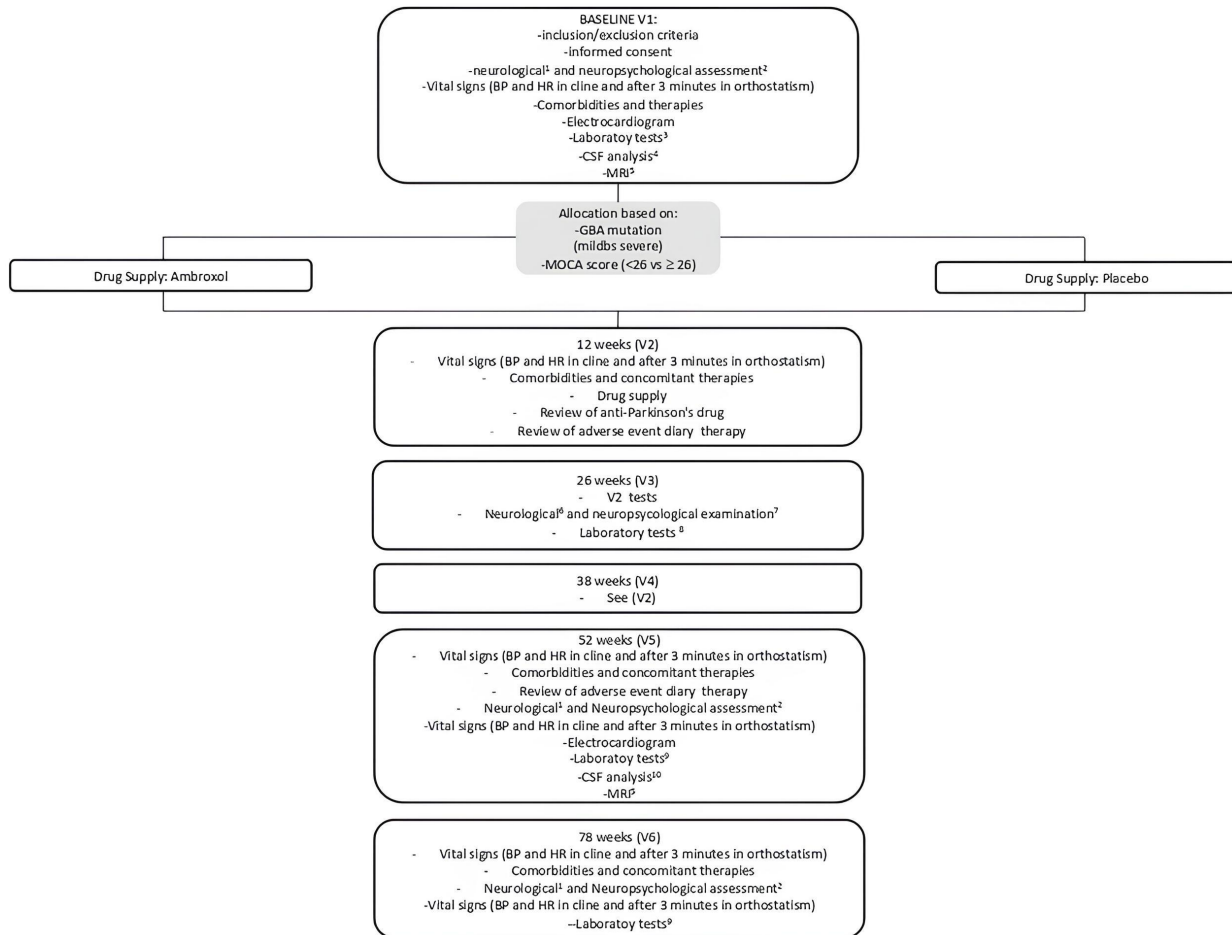 BASELINE V1:
-inclusion/exclusion criteria
-informed consent
-neurological¹ and neuropsychological assessment²
-Vital signs (BP and HR in cline and after 3 minutes in orthostatism)
-Comorbidities and therapies
-Electrocardiogram
-Laboratoy tests³
-CSF analysis⁴
-MRI⁵
Allocation based on:
-GBA mutation
(mildbs severe)
-MOCA score (<26 vs ≥ 26)
Drug Supply: Ambroxol
Drug Supply: Placebo
12 weeks (V2)
- Vital signs (BP and HR in cline and after 3 minutes in orthostatism)
- Comorbidities and concomitant therapies
- Drug supply
- Review of anti-Parkinson's drug
- Review of adverse event diary therapy
26 weeks (V3)
- V2 tests
- Neurological⁶ and neuropsycological examination⁷
- Laboratory tests ⁸
38 weeks (V4)
- See (V2)
52 weeks (V5)
- Vital signs (BP and HR in cline and after 3 minutes in orthostatism)
- Comorbidities and concomitant therapies
- Review of adverse event diary therapy
- Neurological¹ and Neuropsychological assessment²
-Vital signs (BP and HR in cline and after 3 minutes in orthostatism)
-Electrocardiogram
-Laboratoy tests⁹
-CSF analysis¹⁰
-MRI⁵
78 weeks (V6)
- Vital signs (BP and HR in cline and after 3 minutes in orthostatism)
- Comorbidities and concomitant therapies
- Neurological¹ and Neuropsychological assessment²
-Vital signs (BP and HR in cline and after 3 minutes in orthostatism)
--Laboratoy tests⁹